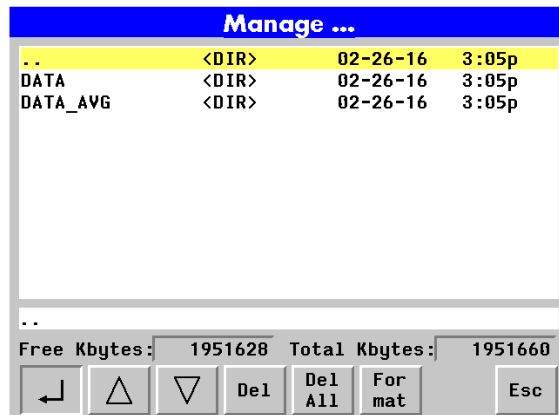 Manage ...
.. <DIR> 02-26-16 3:05p
DATA <DIR> 02-26-16 3:05p
DATA_AVG <DIR> 02-26-16 3:05p
..
Free Kbytes: 1951628 Total Kbytes: 1951660
Del Del All For mat Esc